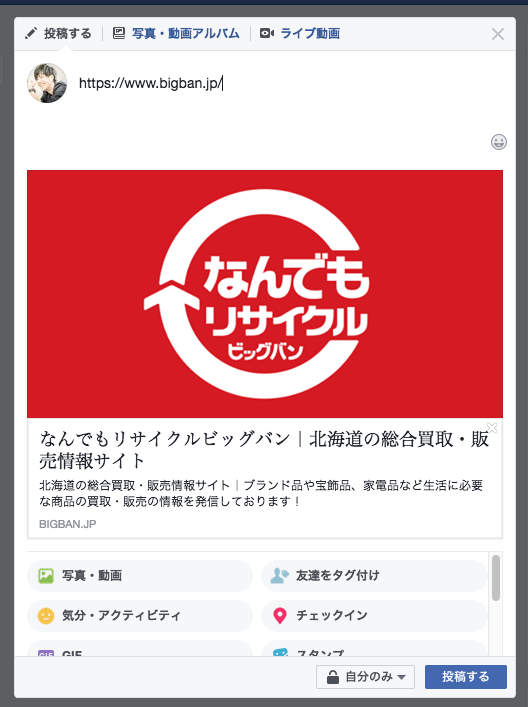 投稿する
写真・動画アルバム
ライブ動画
https://www.bigban.jp/
なんでも
リサイクル
ビッグバン
なんでもリサイクルビッグバン｜北海道の総合買取・販
売情報サイト
北海道の総合買取・販売情報サイト｜ブランド品や宝飾品、家電品など生活に必要
な商品の買取・販売の情報を発信しております！
BIGBAN.JP
写真・動画
友達をタグ付け
気分・アクティビティ
チェックイン
GIF
スタンプ
自分のみ
投稿する